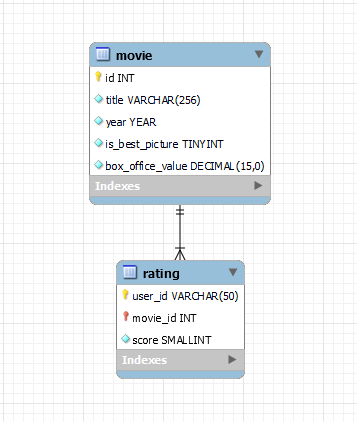 movie
id INT
title VARCHAR(256)
year YEAR
is_best_picture TINYINT
box_office_value DECIMAL(15,0)
Indexes
rating
user_id VARCHAR(50)
movie_id INT
score SMALLINT
Indexes